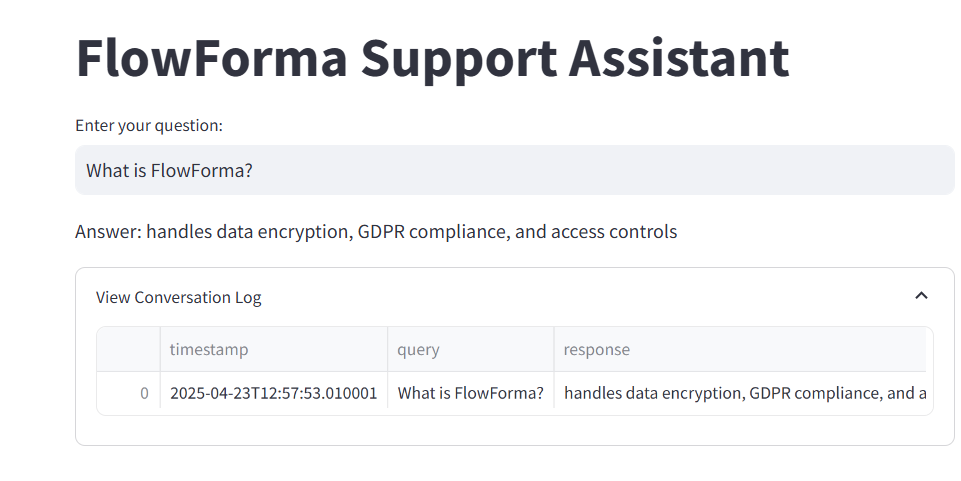 FlowForma Support Assistant
Enter your question:
What is FlowForma?
Answer: handles data encryption, GDPR compliance, and access controls
View Conversation Log
timestamp query response
0 2025-04-23T12:57:53.010001 What is FlowForma? handles data encryption, GDPR compliance, and a